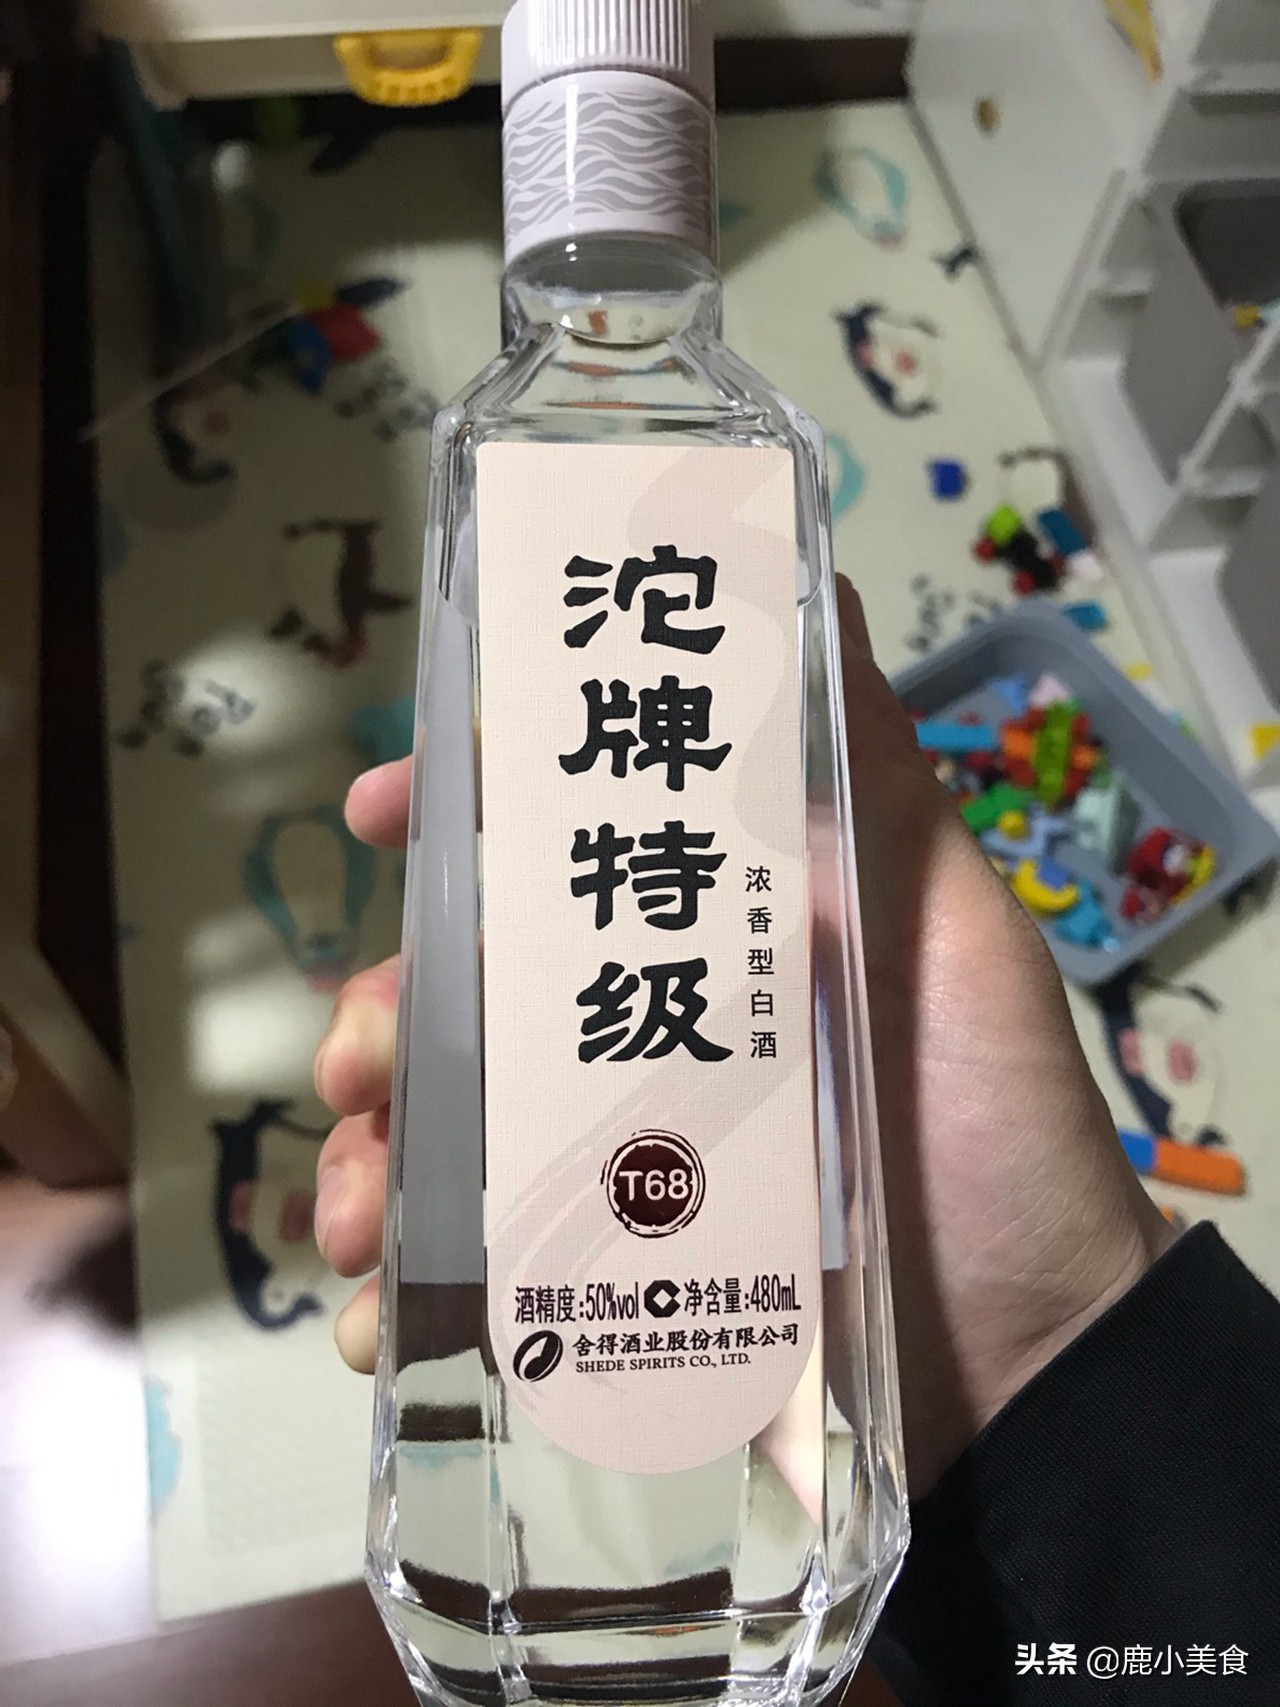 沱牌特级
浓香型白酒
T68
酒精度:50%vol 净含量:480mL
舍得酒业股份有限公司
SHEDE SPIRITS CO., LTD.
头条 @鹿小美食